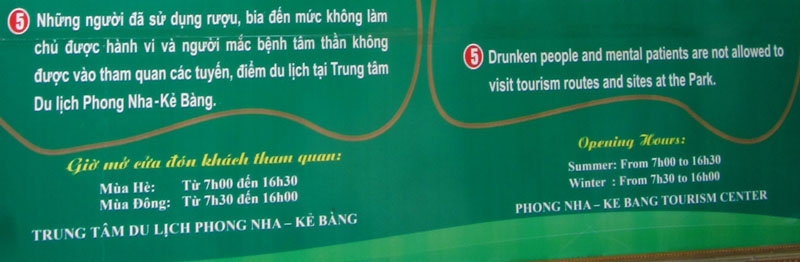 5 Những người đã sử dụng rượu, bia đến mức không làm
chủ được hành vi và người mắc bệnh tâm thần không
được vào tham quan các tuyến, điểm du lịch tại Trung tâm
Du lịch Phong Nha-Kẻ Bàng.
Giờ mở cửa đón khách tham quan:
Mùa Hè: Từ 7h00 đến 16h30
Mùa Đông: Từ 7h30 đến 16h00
TRUNG TÂM DU LỊCH PHONG NHA – KẺ BÀNG
5 Drunken people and mental patients are not allowed to
visit tourism routes and sites at the Park.
Opening Hours:
Summer: From 7h00 to 16h30
Winter : From 7h30 to 16h00
PHONG NHA – KE BANG TOURISM CENTER